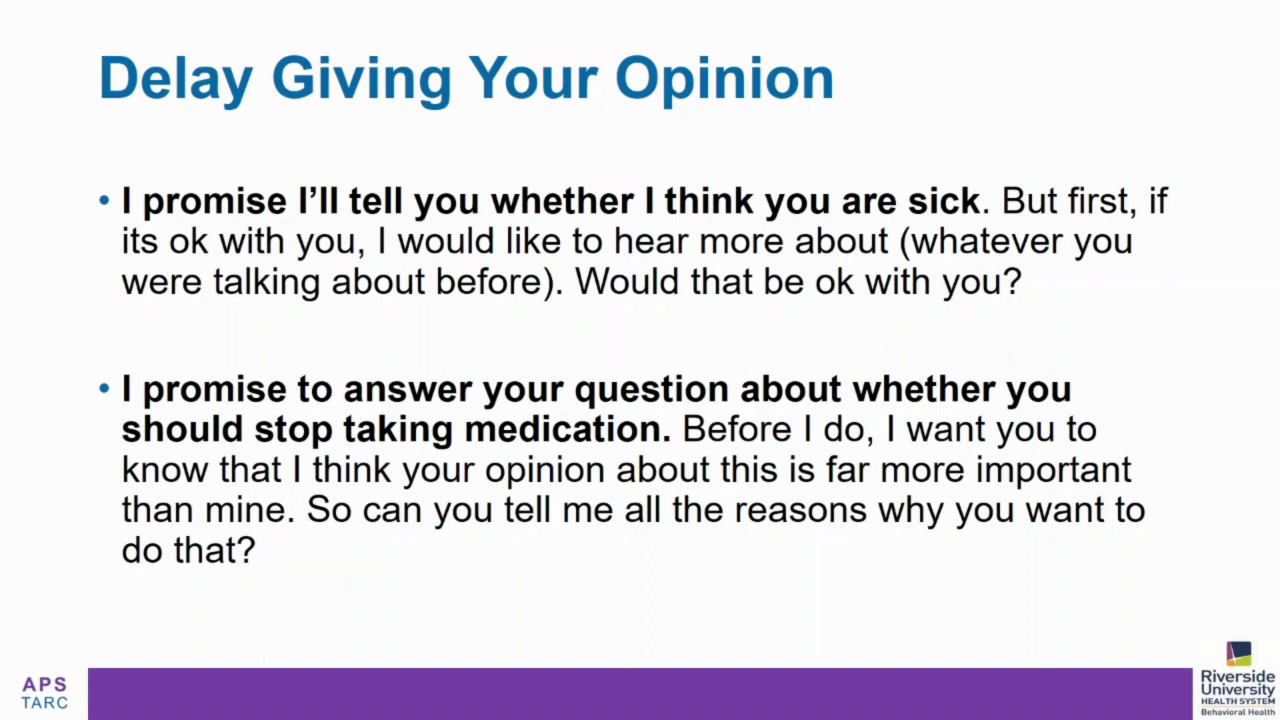 Delay Giving Your Opinion
• I promise I’ll tell you whether I think you are sick. But first, if
its ok with you, I would like to hear more about (whatever you
were talking about before). Would that be ok with you?
• I promise to answer your question about whether you
should stop taking medication. Before I do, I want you to
know that I think your opinion about this is far more important
than mine. So can you tell me all the reasons why you want to
do that?
APS
TARC
Riverside
University
HEALTH SYSTEM
Behavioral Health